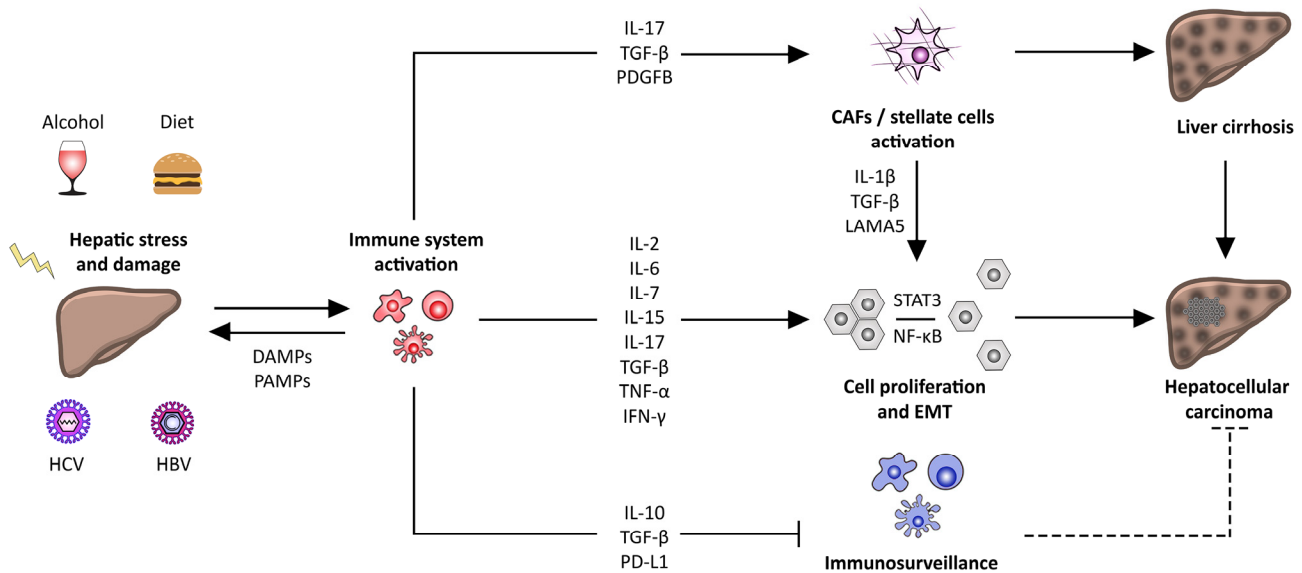 Alcohol
Diet
Hepatic stress
and damage
HCV
HBV
DAMPs
PAMPs
Immune system
activation
IL-17
TGF-β
PDGFB
IL-2
IL-6
IL-7
IL-15
IL-17
TGF-β
TNF-α
IFN-γ
IL-10
TGF-β
PD-L1
CAFs / stellate cells
activation
IL-1β
TGF-β
LAMA5
STAT3
NF-κB
Cell proliferation
and EMT
Immunosurveillance
Liver cirrhosis
Hepatocellular
carcinoma